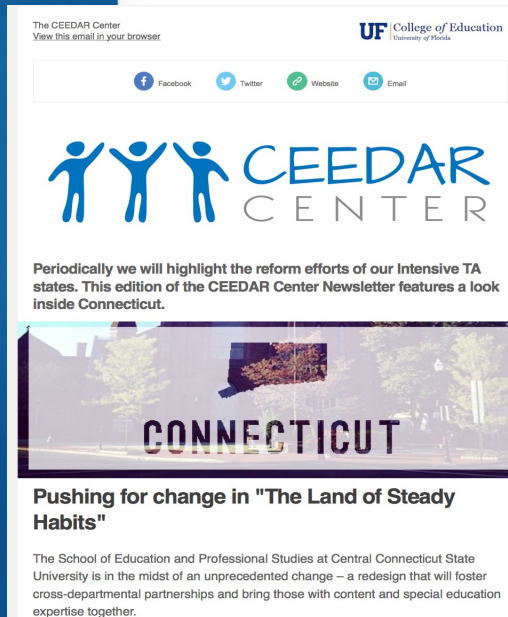 The CEEDAR Center
View this email in your browser
UF College of Education
University of Florida
Facebook Twitter Website Email
CEEDAR
CENTER
Periodically we will highlight the reform efforts of our Intensive TA
states. This edition of the CEEDAR Center Newsletter features a look
inside Connecticut.
CONNECTICUT
Pushing for change in "The Land of Steady
Habits"
The School of Education and Professional Studies at Central Connecticut State
University is in the midst of an unprecedented change – a redesign that will foster
cross-departmental partnerships and bring those with content and special education
expertise together.